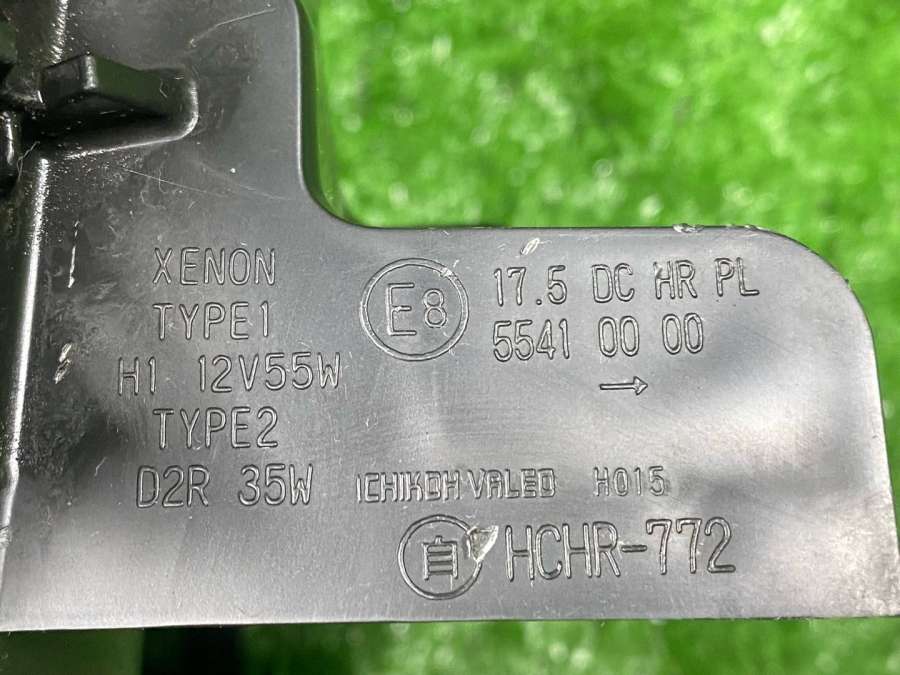 XENON
TYPE1
H1 12V55W
TYPE2
D2R 35W
E8
17.5 DC HR PL
5541 00 00
→
ICHIKOH VALEO H015
自 HCHR-772